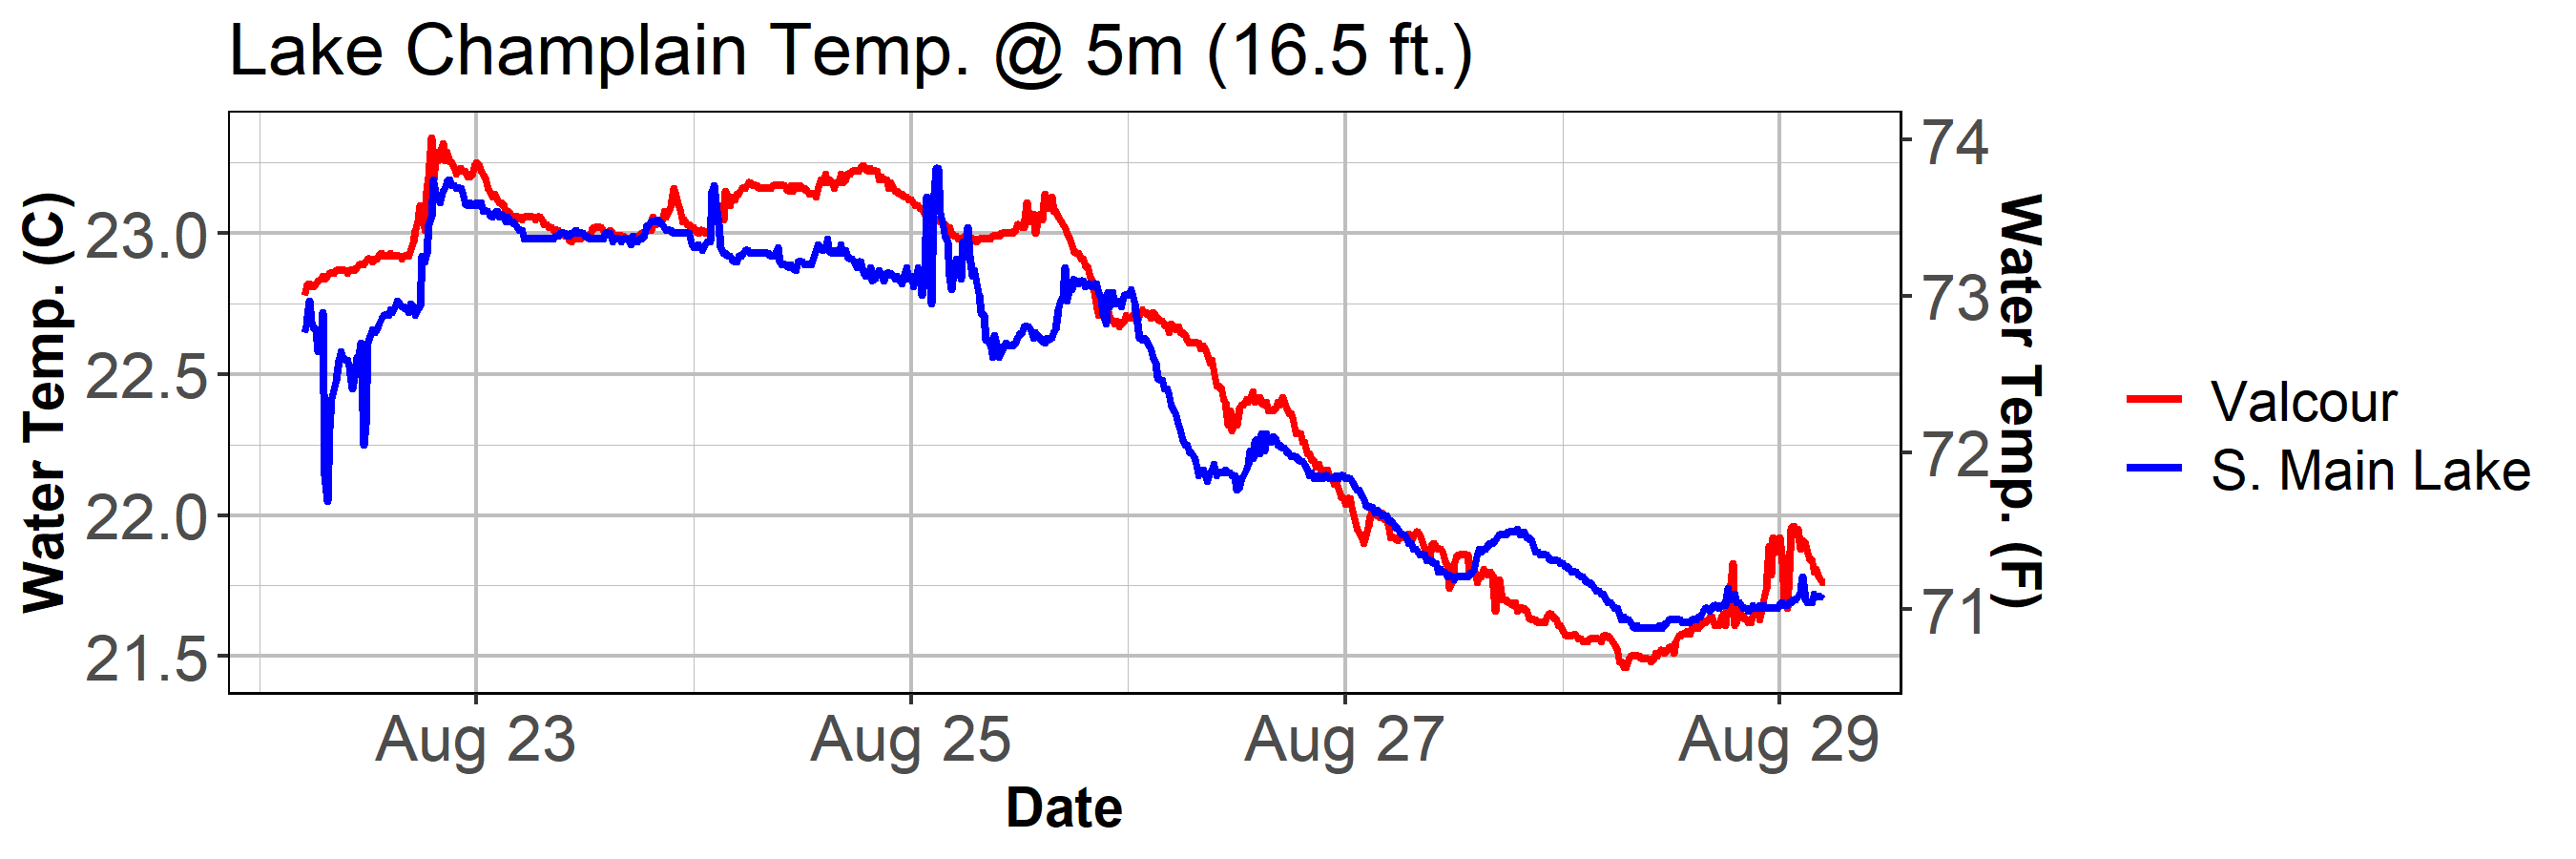 Lake Champlain Temp. @ 5m (16.5 ft.)
Water Temp. (C)
23.0
22.5
22.0
21.5
74
73
72
71
Water Temp. (F)
Aug 23
Aug 25
Aug 27
Aug 29
Date
Valcour
S. Main Lake